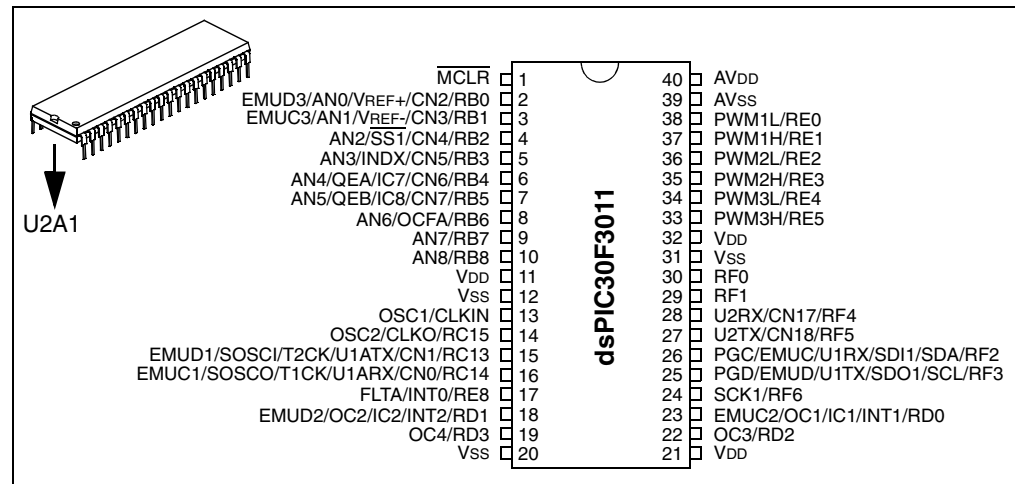 U2A1
MCLR 1
EMUD3/AN0/VREF+/CN2/RB0 2
EMUC3/AN1/VREF-/CN3/RB1 3
AN2/SS1/CN4/RB2 4
AN3/INDX/CN5/RB3 5
AN4/QEA/IC7/CN6/RB4 6
AN5/QEB/IC8/CN7/RB5 7
AN6/OCFA/RB6 8
AN7/RB7 9
AN8/RB8 10
VDD 11
VSS 12
OSC1/CLKIN 13
OSC2/CLKO/RC15 14
EMUD1/SOSCI/T2CK/U1ATX/CN1/RC13 15
EMUC1/SOSCO/T1CK/U1ARX/CN0/RC14 16
FLTA/INT0/RE8 17
EMUD2/OC2/IC2/INT2/RD1 18
OC4/RD3 19
VSS 20
dsPIC30F3011
40 AVDD
39 AVSS
38 PWM1L/RE0
37 PWM1H/RE1
36 PWM2L/RE2
35 PWM2H/RE3
34 PWM3L/RE4
33 PWM3H/RE5
32 VDD
31 VSS
30 RF0
29 RF1
28 U2RX/CN17/RF4
27 U2TX/CN18/RF5
26 PGC/EMUC/U1RX/SDI1/SDA/RF2
25 PGD/EMUD/U1TX/SDO1/SCL/RF3
24 SCK1/RF6
23 EMUC2/OC1/IC1/INT1/RD0
22 OC3/RD2
21 VDD